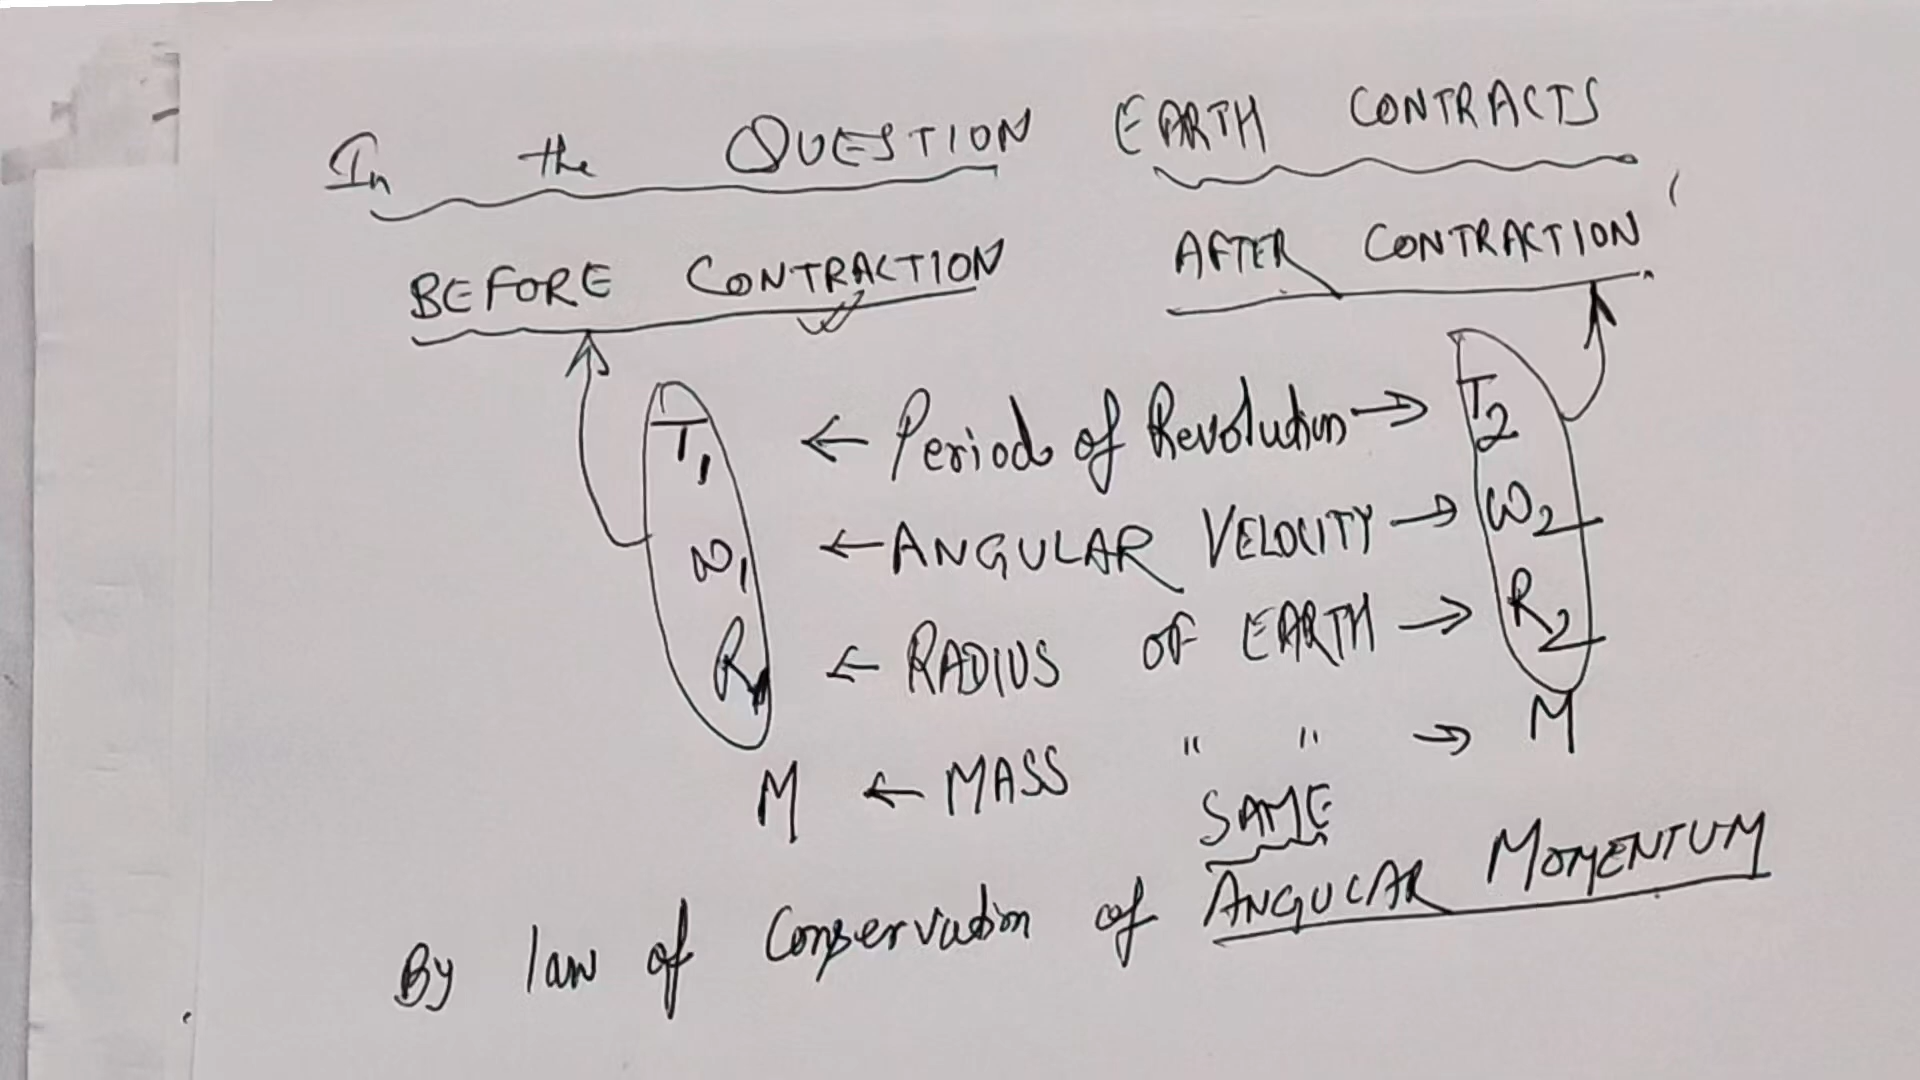 In the QUESTION EARTH CONTRACTS
BEFORE CONTRACTION AFTER CONTRACTION
T1 ← Period of Revolution → T2
ω1 ← ANGULAR VELOCITY → ω2
R1 ← RADIUS OF EARTH → R2
M ← MASS " " → M
SAME
By law of Conservation of ANGULAR MOMENTUM